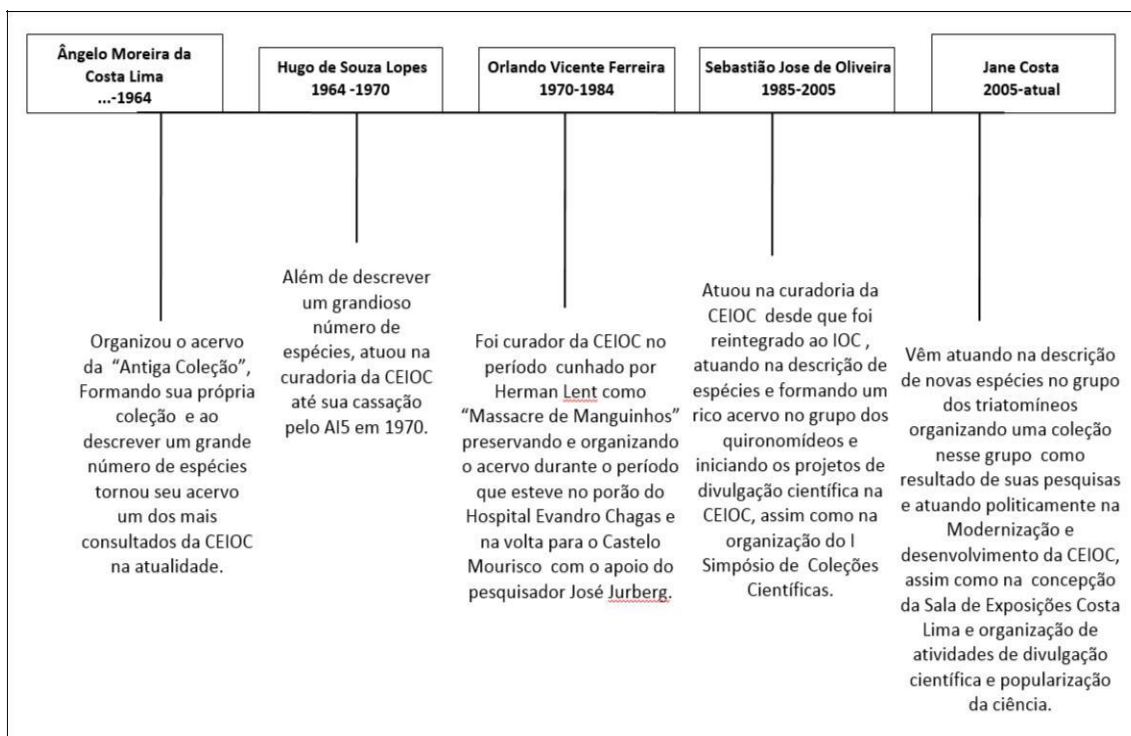 Ângelo Moreira da
Costa Lima
...-1964
Hugo de Souza Lopes
1964 -1970
Orlando Vicente Ferreira
1970-1984
Sebastião Jose de Oliveira
1985-2005
Jane Costa
2005-atual
Organizou o acervo
da “Antiga Coleção”,
Formando sua própria
coleção e ao
descrever um grande
número de espécies
tornou seu acervo
um dos mais
consultados da CEIOC
na atualidade.
Além de descrever
um grandioso
número de
espécies, atuou na
curadoria da CEIOC
até sua cassação
pelo AI5 em 1970.
Foi curador da CEIOC no
período cunhado por
Herman Lent como
“Massacre de Manguinhos”
preservando e organizando
o acervo durante o período
que esteve no porão do
Hospital Evandro Chagas e
na volta para o Castelo
Mourisco com o apoio do
pesquisador José Jurberg.
Atuou na curadoria da
CEIOC desde que foi
reintegrado ao IOC ,
atuando na descrição de
espécies e formando um
rico acervo no grupo dos
quironomídeos e
iniciando os projetos de
divulgação científica na
CEIOC, assim como na
organização do I
Simpósio de Coleções
Científicas.
Vêm atuando na descrição
de novas espécies no grupo
dos triatomíneos
organizando uma coleção
nesse grupo como
resultado de suas pesquisas
e atuando politicamente na
Modernização e
desenvolvimento da CEIOC,
assim como na concepção
da Sala de Exposições Costa
Lima e organização de
atividades de divulgação
científica e popularização
da ciência.